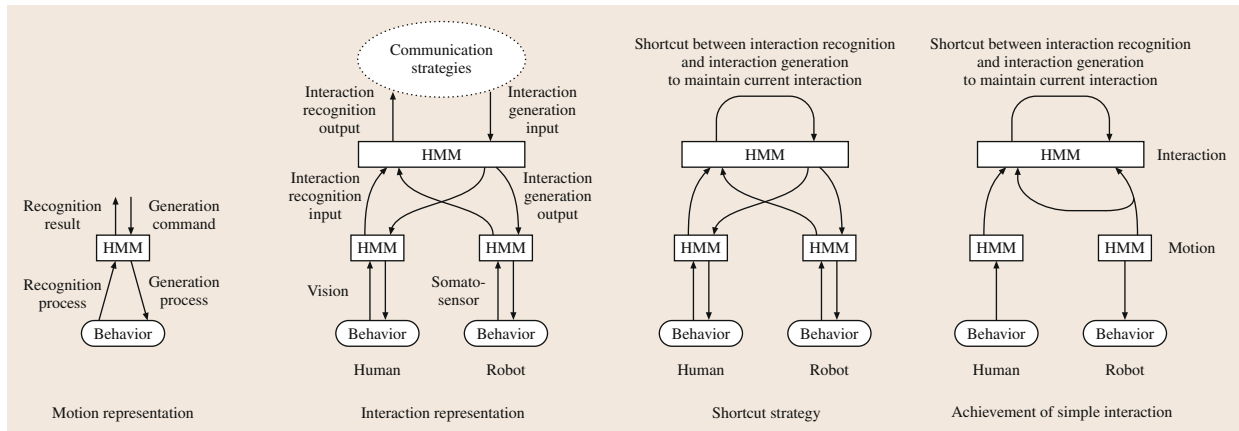 Recognition
result
Generation
command
HMM
Recognition
process
Generation
process
Behavior
Motion representation
Communication
strategies
Interaction
recognition
output
Interaction
generation
input
HMM
Interaction
recognition
input
Interaction
generation
output
HMM
HMM
Vision
Somato-
sensor
Behavior
Behavior
Human
Robot
Interaction representation
Shortcut between interaction recognition
and interaction generation
to maintain current interaction
HMM
HMM
HMM
Behavior
Behavior
Human
Robot
Shortcut strategy
Shortcut between interaction recognition
and interaction generation
to maintain current interaction
HMM
Interaction
HMM
HMM
Motion
Behavior
Behavior
Human
Robot
Achievement of simple interaction